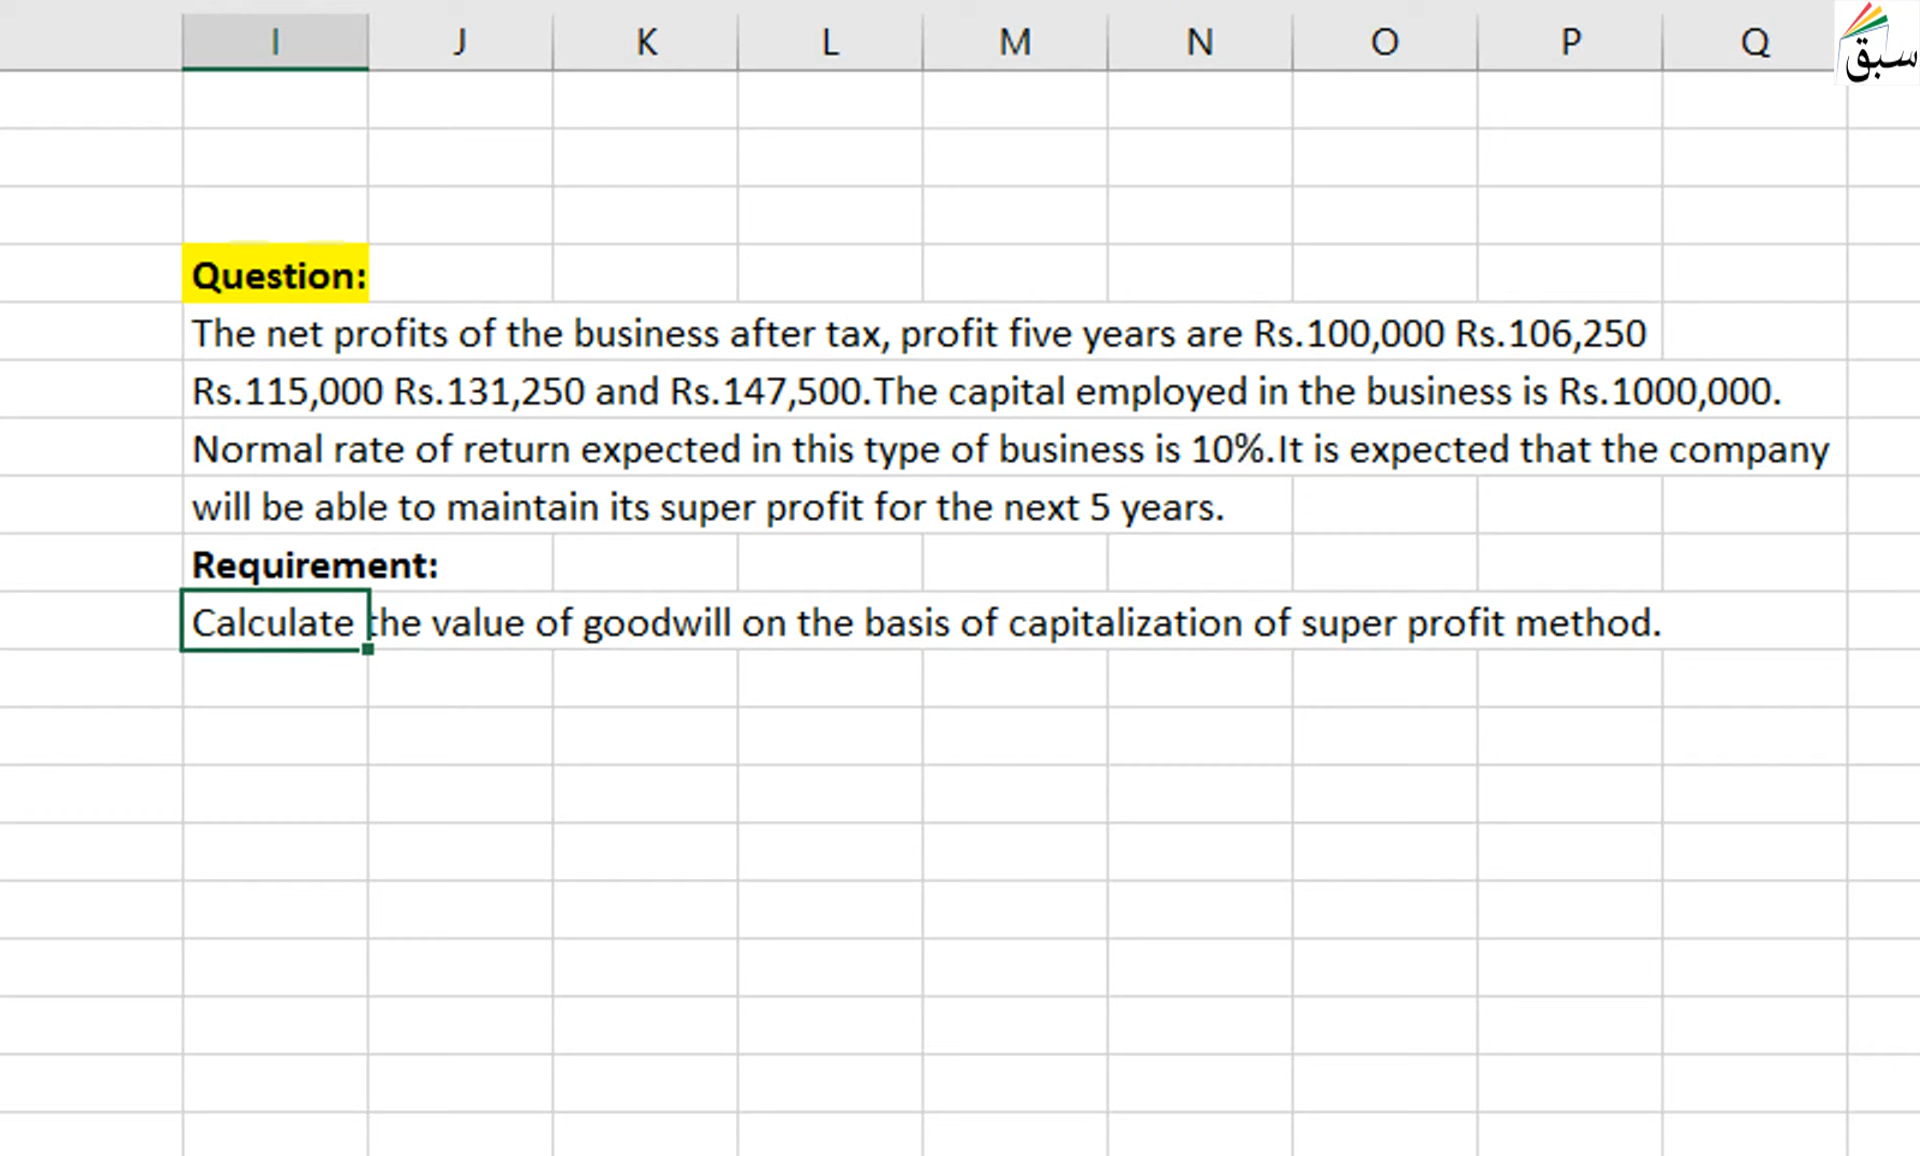 I J K L M N O P Q
سبق
Question:
The net profits of the business after tax, profit five years are Rs.100,000 Rs.106,250
Rs.115,000 Rs.131,250 and Rs.147,500.The capital employed in the business is Rs.1000,000.
Normal rate of return expected in this type of business is 10%.It is expected that the company
will be able to maintain its super profit for the next 5 years.
Requirement:
Calculate the value of goodwill on the basis of capitalization of super profit method.